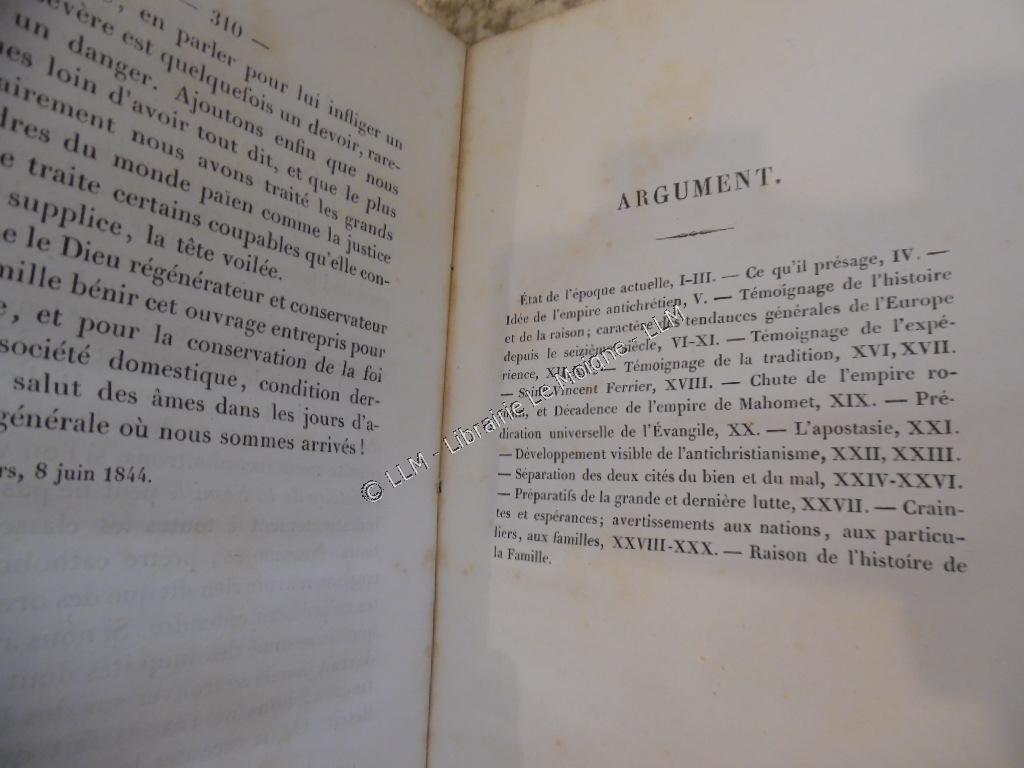 — 310 —
, en parler pour lui infliger un
sévère est quelquefois un devoir, rare-
un danger. Ajoutons enfin que nous
loin d'avoir tout dit, et que le plus
nous avons traité les grands
du monde païen comme la justice
traite certains coupables qu'elle con-
supplice, la tête voilée.
le Dieu régénérateur et conservateur
bénir cet ouvrage entrepris pour
, et pour la conservation de la foi
société domestique, condition der-
salut des âmes dans les jours d'a-
générale où nous sommes arrivés!
8 juin 1844.
ARGUMENT.
État de l'époque actuelle, I-III. — Ce qu'il présage, IV. —
Idée de l'empire antichrétien, V. — Témoignage de l'histoire
et de la raison; caractère des tendances générales de l'Europe
depuis le seizième siècle, VI-XI. — Témoignage de l'expé-
rience, — Témoignage de la tradition, XVI, XVII.
— Saint Vincent Ferrier, XVIII. — Chute de l'empire ro-
main, et Décadence de l'empire de Mahomet, XIX. — Pré-
dication universelle de l'Évangile, XX. — L'apostasie, XXI.
— Développement visible de l'antichristianisme, XXII, XXIII.
— Séparation des deux cités du bien et du mal, XXIV-XXVI.
— Préparatifs de la grande et dernière lutte, XXVII. — Crain-
tes et espérances; avertissements aux nations, aux particu-
liers, aux familles, XXVIII-XXX. — Raison de l'histoire de
la Famille.
© LLM - Librairie Le Moigne - LLM